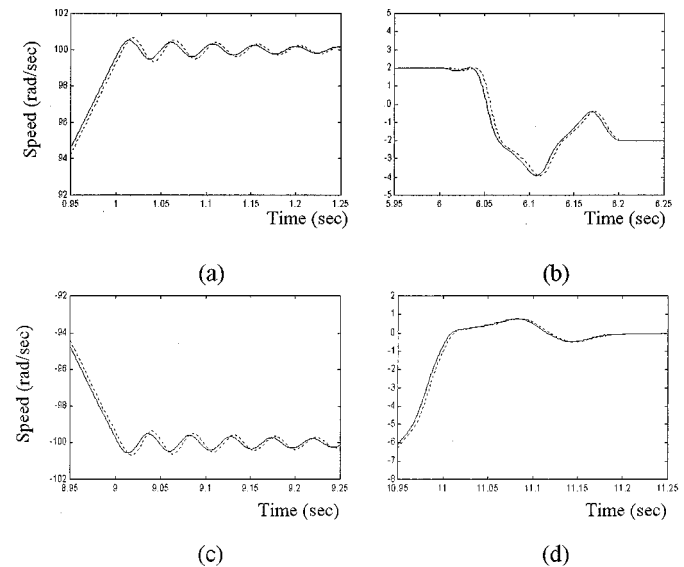 Speed (rad/sec)
102
100
98
96
94
92
0.95 1 1.05 1.1 1.15 1.2 1.25
Time (sec)
(a)
5
4
3
2
1
0
-1
-2
-3
-4
-5
5.95 6 6.05 6.1 6.15 6.2 6.25
Time (sec)
(b)
Speed (rad/sec)
-92
-94
-96
-98
-100
-102
8.95 9 9.05 9.1 9.15 9.2 9.25
Time (sec)
(c)
2
1
0
-1
-2
-3
-4
-5
-6
-7
-8
10.95 11 11.05 11.1 11.15 11.2 11.25
Time (sec)
(d)